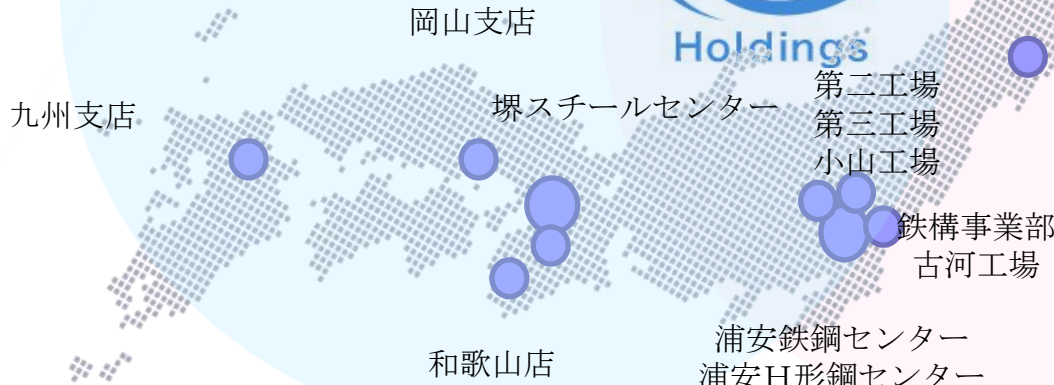 岡山支店
Holdings
第二工場
九州支店
堺スチールセンター
第三工場
小山工場
鉄構事業部
古河工場
浦安鉄鋼センター
和歌山店
浦安H形鋼センター